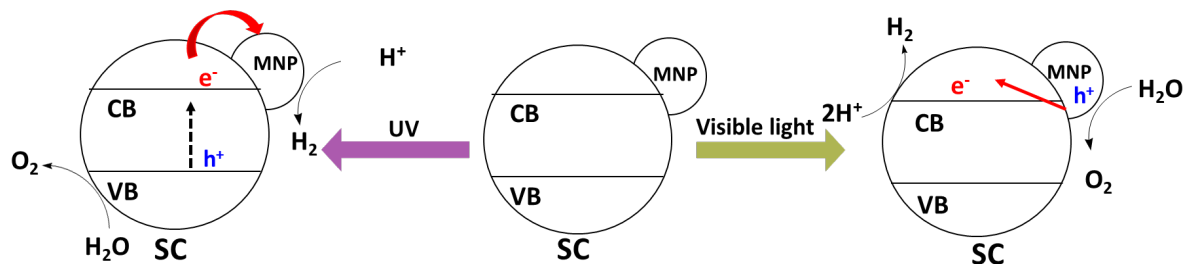 MNP
H⁺
e⁻
CB
UV
H₂
O₂
h⁺
VB
H₂O
SC
MNP
CB
VB
SC
Visible light
H₂
MNP
e⁻
h⁺
H₂O
2H⁺
CB
O₂
VB
SC